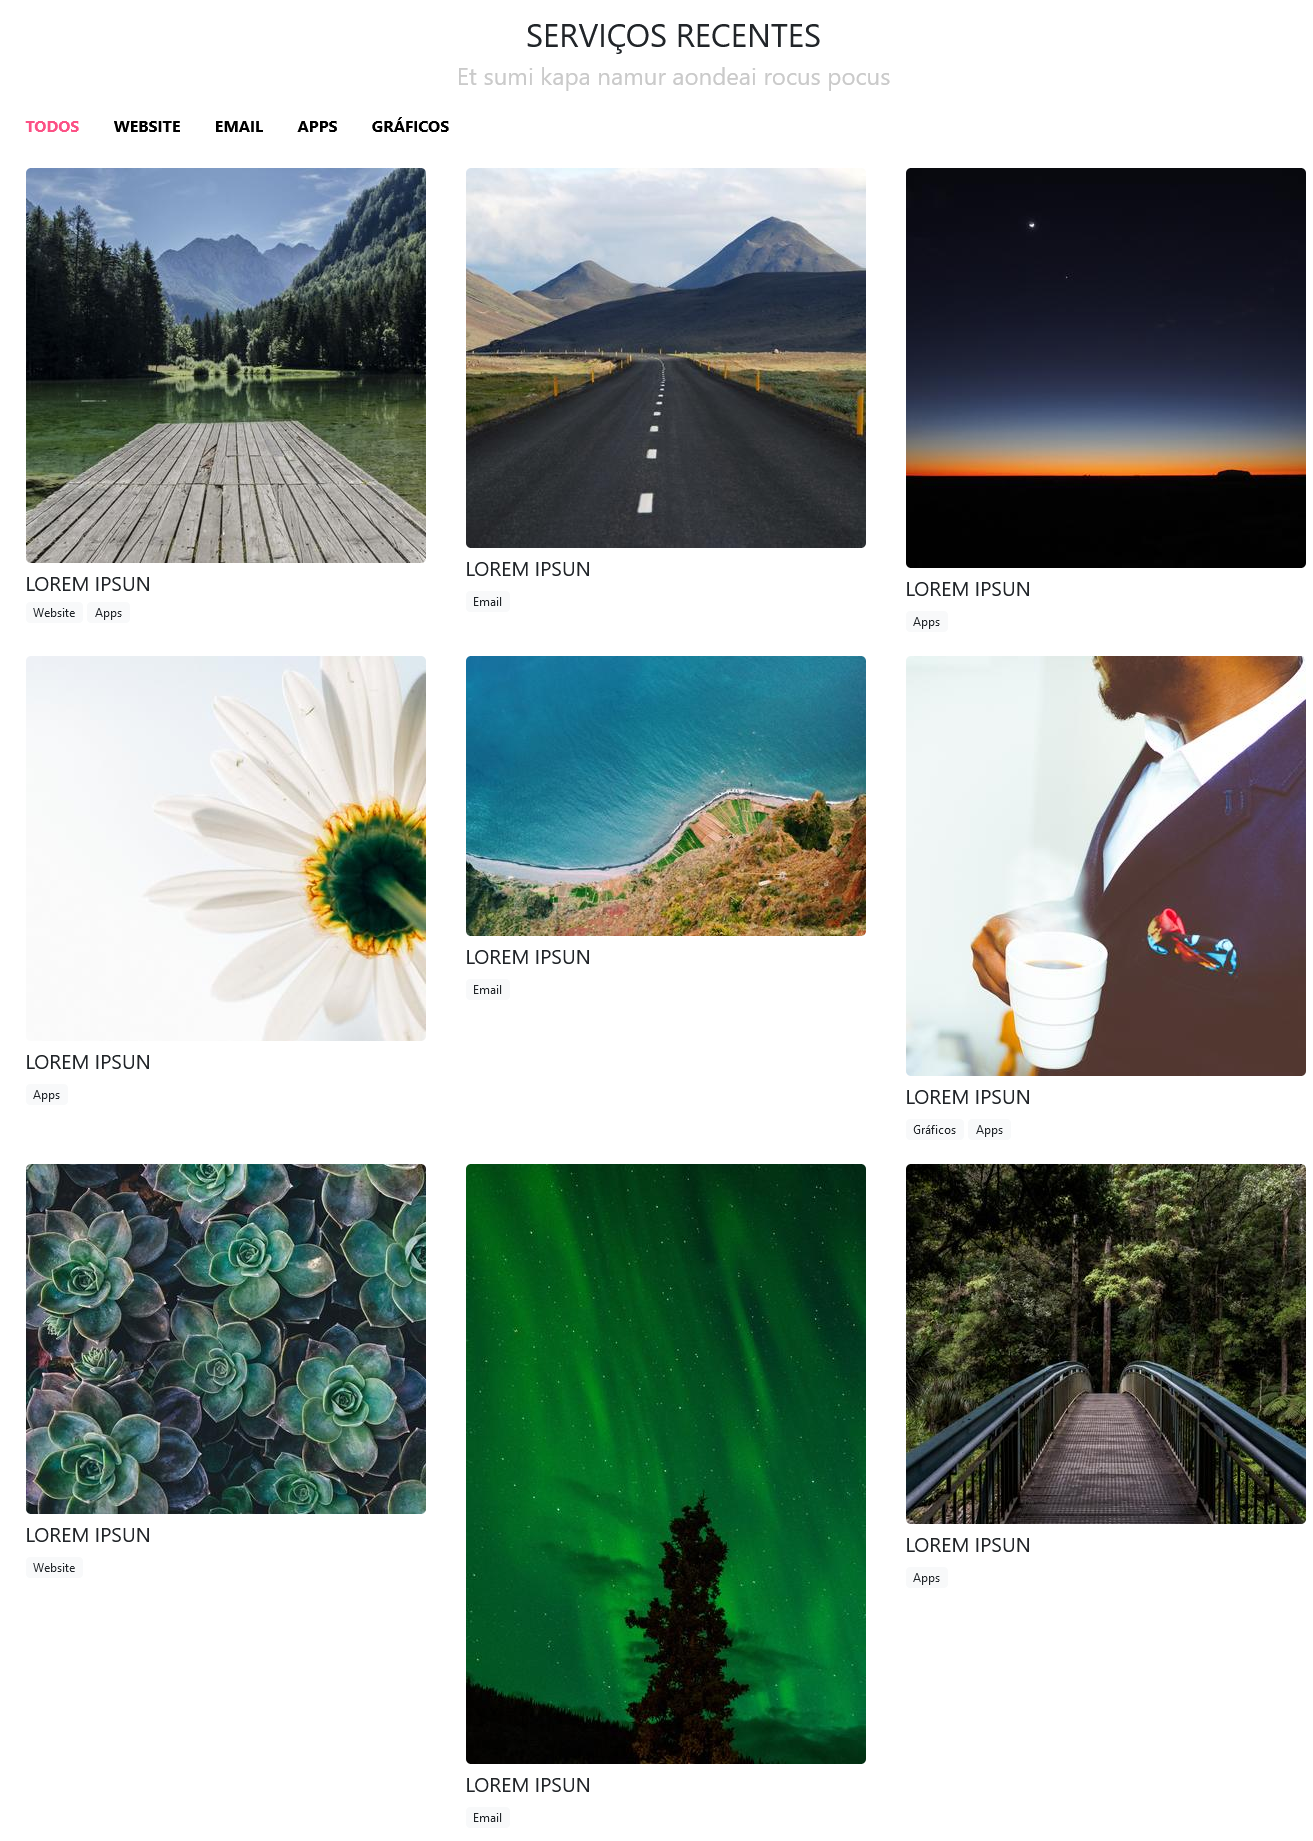 SERVIÇOS RECENTES
Et sumi kapa namur aondeai rocus pocus
TODOS WEBSITE EMAIL APPS GRÁFICOS
LOREM IPSUN
Website Apps
LOREM IPSUN
Email
LOREM IPSUN
Apps
LOREM IPSUN
Apps
LOREM IPSUN
Email
LOREM IPSUN
Gráficos Apps
LOREM IPSUN
Website
LOREM IPSUN
Email
LOREM IPSUN
Apps